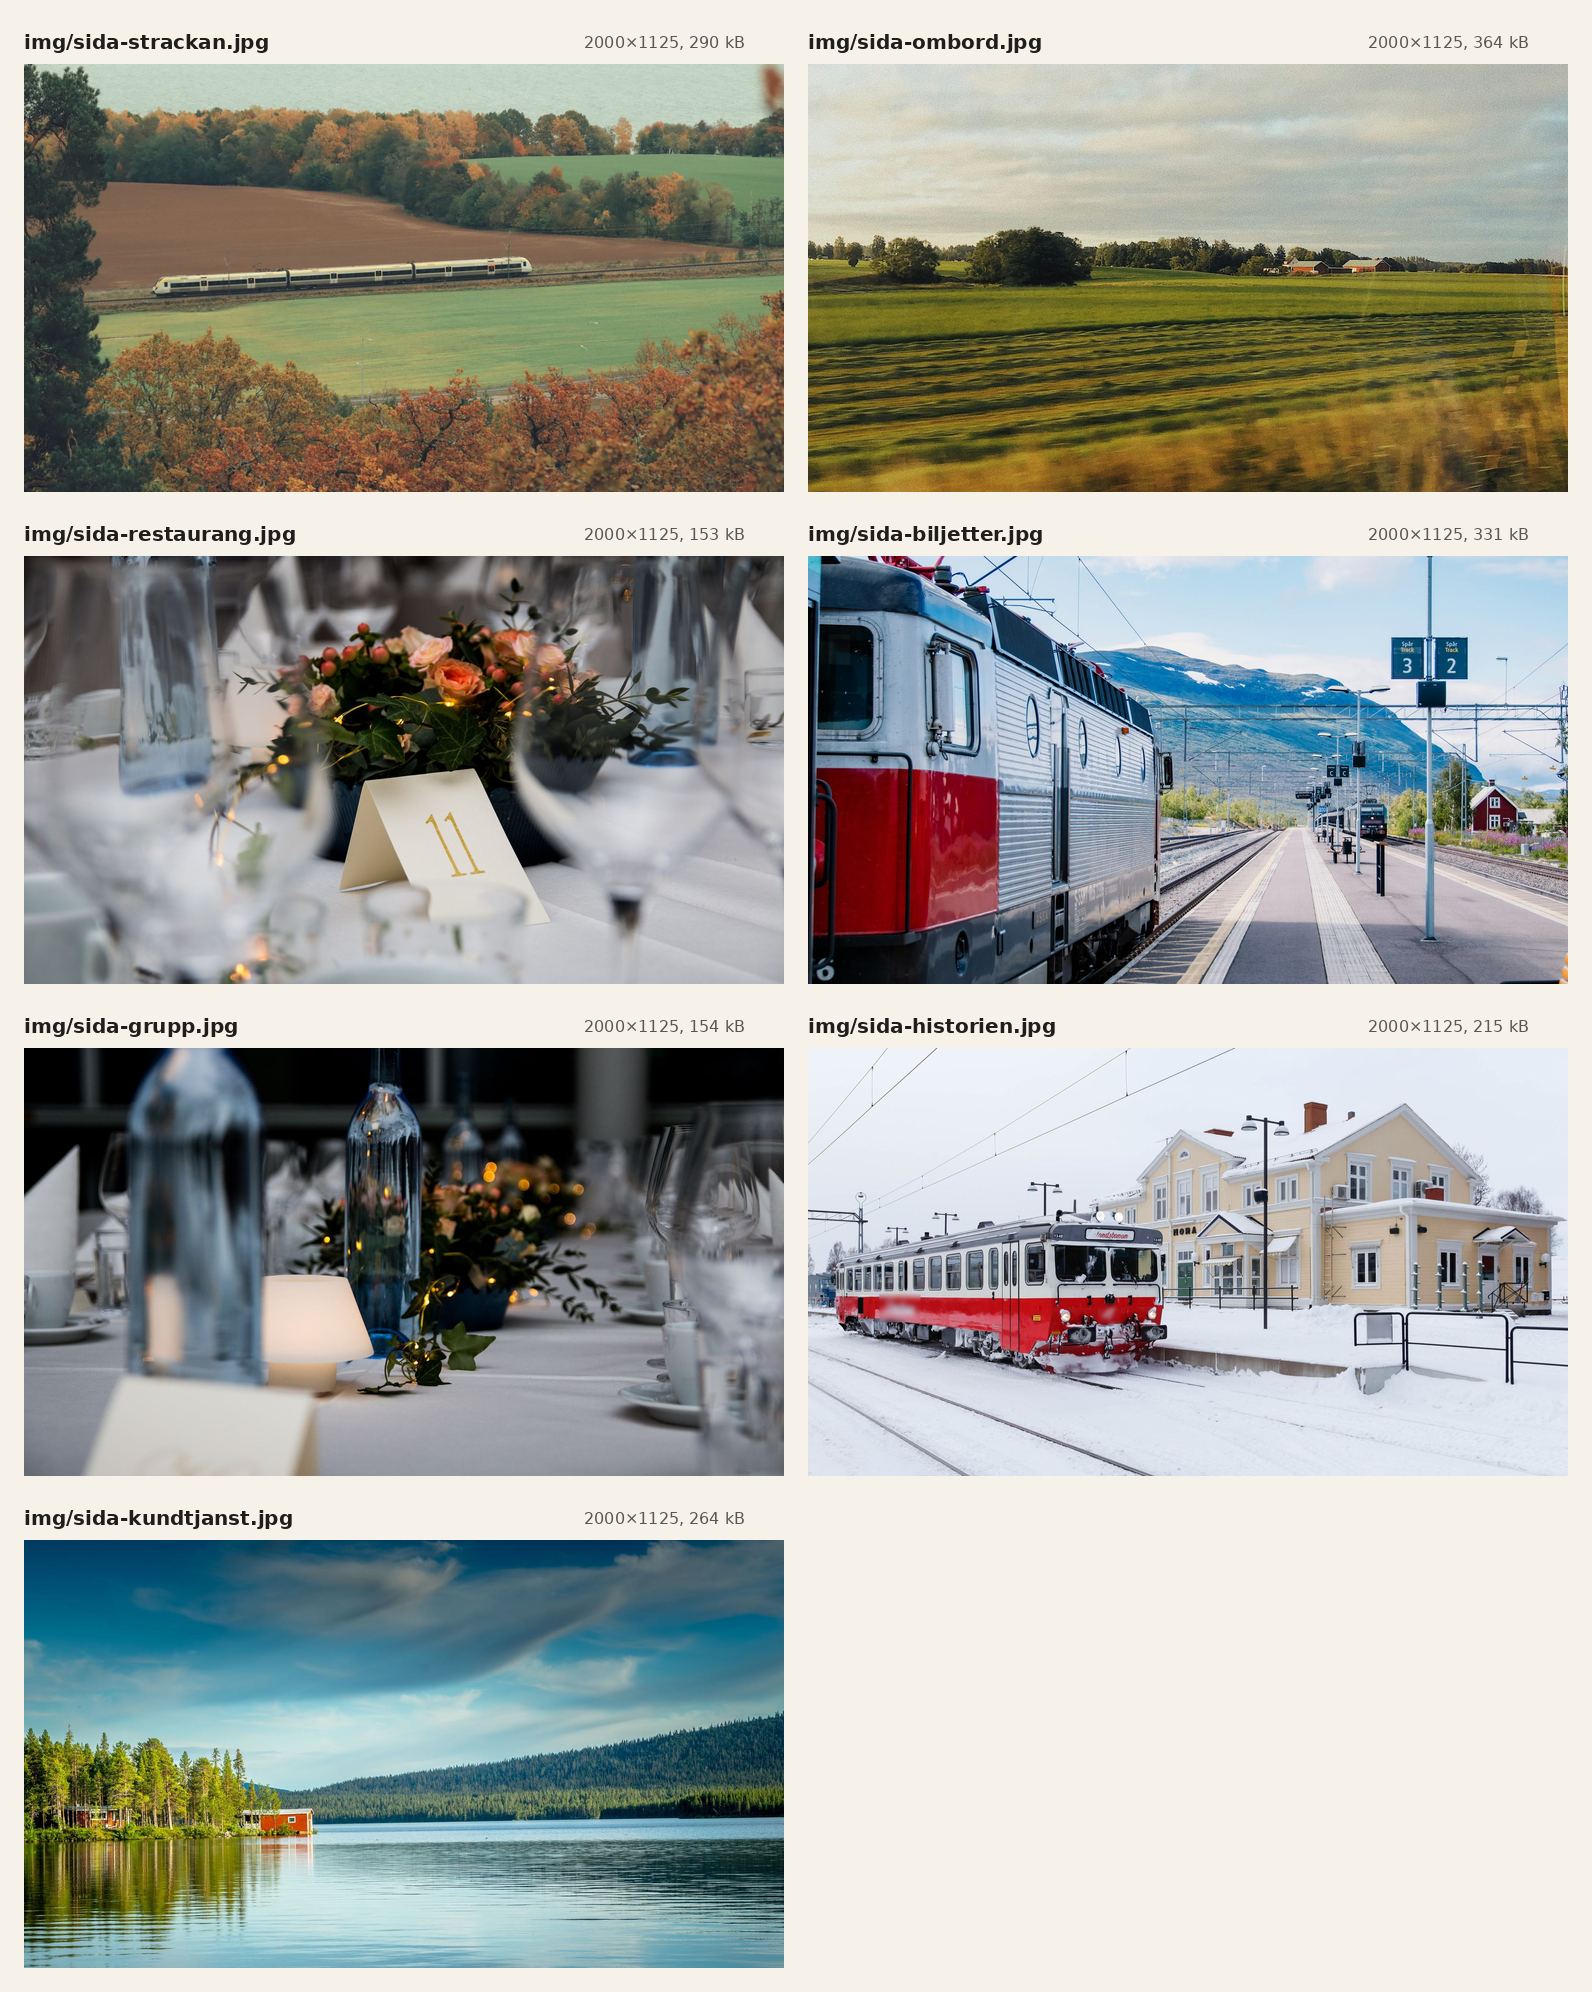 img/sida-strackan.jpg 2000×1125, 290 kB
img/sida-ombord.jpg 2000×1125, 364 kB
img/sida-restaurang.jpg 2000×1125, 153 kB
img/sida-biljetter.jpg 2000×1125, 331 kB
11
Spår Track 3
Spår Track 2
img/sida-grupp.jpg 2000×1125, 154 kB
img/sida-historien.jpg 2000×1125, 215 kB
MORA
img/sida-kundtjanst.jpg 2000×1125, 264 kB